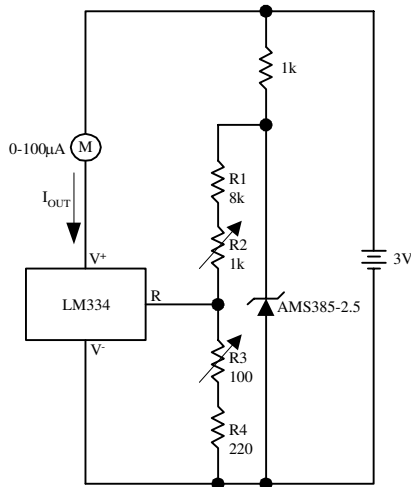 1k
0-100µA
M
I_OUT
R1
8k
R2
1k
V+
LM334
R
V-
AMS385-2.5
3V
R3
100
R4
220